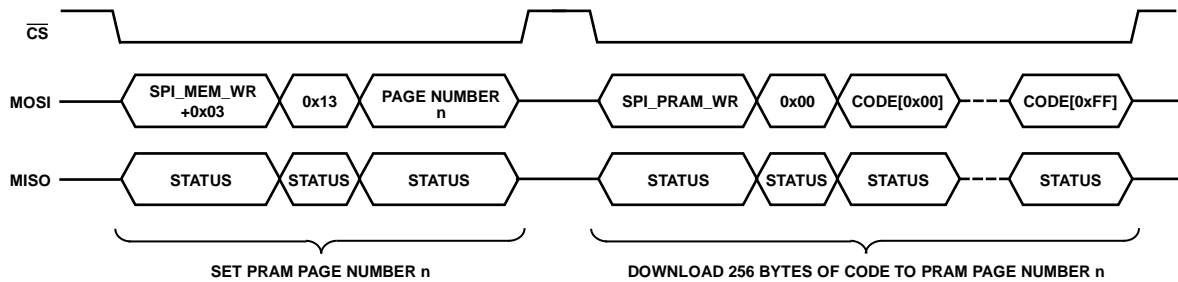 CS
MOSI
SPI_MEM_WR
+0x03
0x13
PAGE NUMBER
n
SPI_PRAM_WR
0x00
CODE[0x00]
CODE[0xFF]
MISO
STATUS
STATUS
STATUS
STATUS
STATUS
STATUS
STATUS
SET PRAM PAGE NUMBER n
DOWNLOAD 256 BYTES OF CODE TO PRAM PAGE NUMBER n